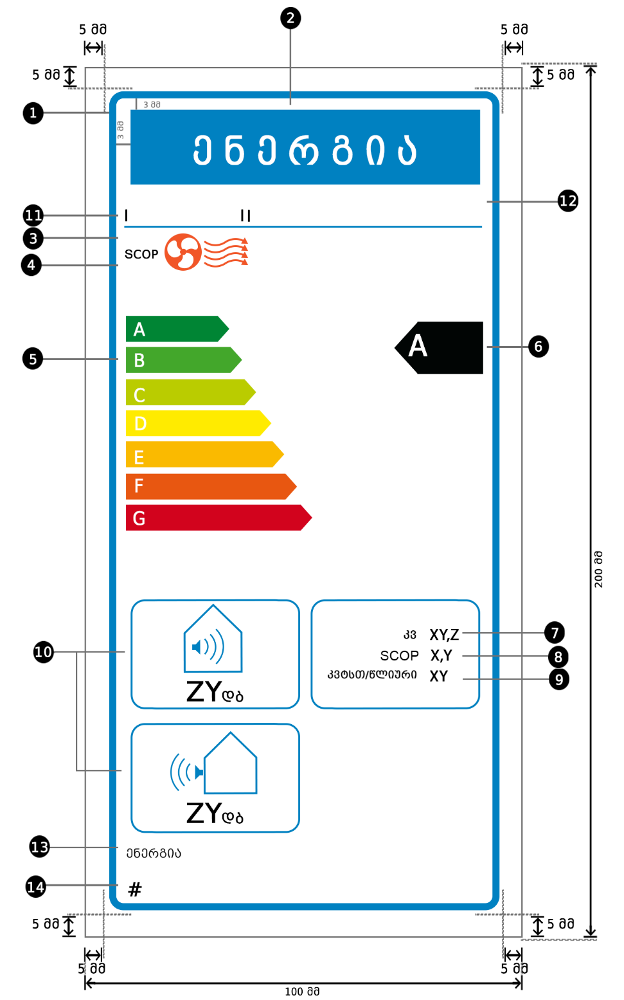 2
5 მმ
5 მმ
5 მმ
5 მმ
1
3 მმ
3 მმ
ენერგია
12
11
I
II
3
SCOP
4
A
A
6
5
B
C
D
E
F
G
200 მმ
10
კვ XY,Z
7
SCOP X,Y
8
კვტსთ/წლიური XY
9
ZYდბ
ZYდბ
13
ენერგია
14
#
5 მმ
5 მმ
5 მმ
5 მმ
100 მმ